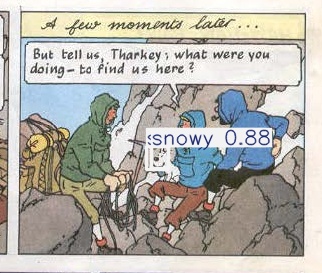 A few moments later...
But tell us, Tharkey; what were you
doing - to find us here?
snowy 0.88